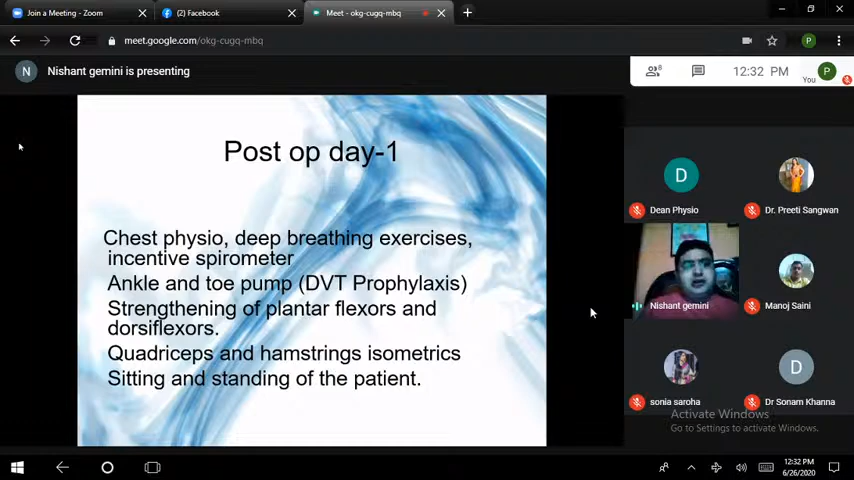 Join a Meeting - Zoom
(2) Facebook
Meet - okg-cugq-mbq
meet.google.com/okg-cugq-mbq
P
N
Nishant gemini is presenting
8
12:32 PM
You
P
Post op day-1
Chest physio, deep breathing exercises,
incentive spirometer
Ankle and toe pump (DVT Prophylaxis)
Strengthening of plantar flexors and
dorsiflexors.
Quadriceps and hamstrings isometrics
Sitting and standing of the patient.
D
Dean Physio
Dr. Preeti Sangwan
Nishant gemini
Manoj Saini
sonia saroha
D
Dr Sonam Khanna
Activate Windows
Go to Settings to activate Windows.
12:32 PM
6/26/2020